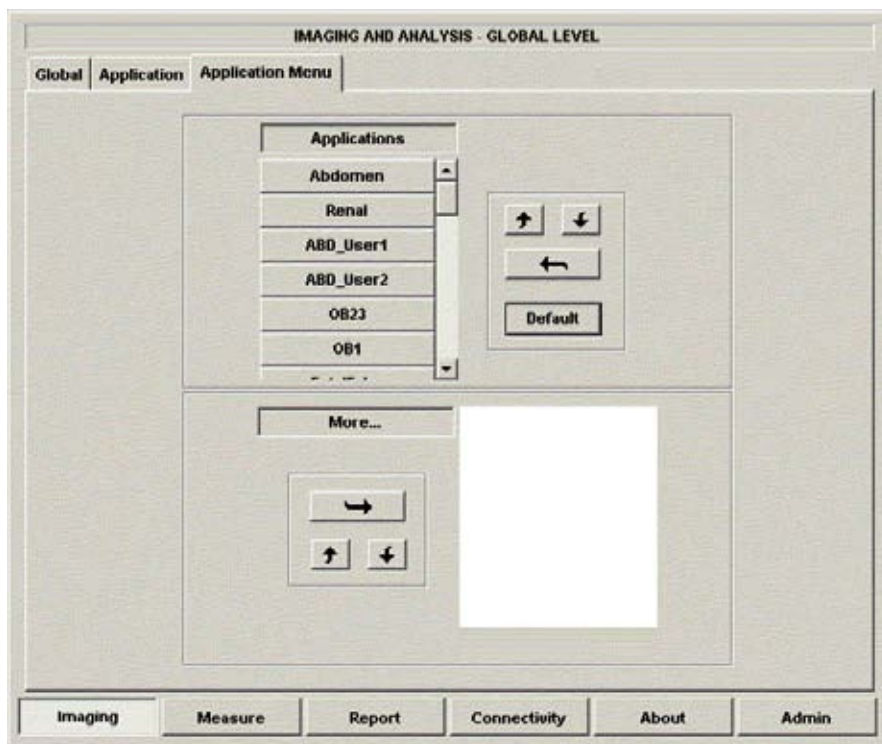 IMAGING AND ANALYSIS - GLOBAL LEVEL
Global Application Application Menu
Applications
Abdomen
Renal
ABD_User1
ABD_User2
OB23
OB1
Default
More...
Imaging Measure Report Connectivity About Admin